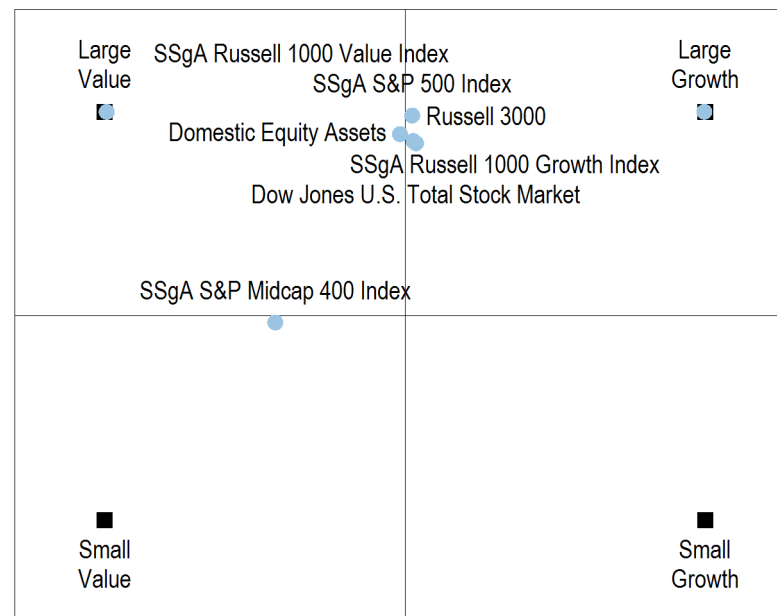 Large
Value
SSgA Russell 1000 Value Index
SSgA S&P 500 Index
Large
Growth
Russell 3000
Domestic Equity Assets
SSgA Russell 1000 Growth Index
Dow Jones U.S. Total Stock Market
SSgA S&P Midcap 400 Index
Small
Value
Small
Growth